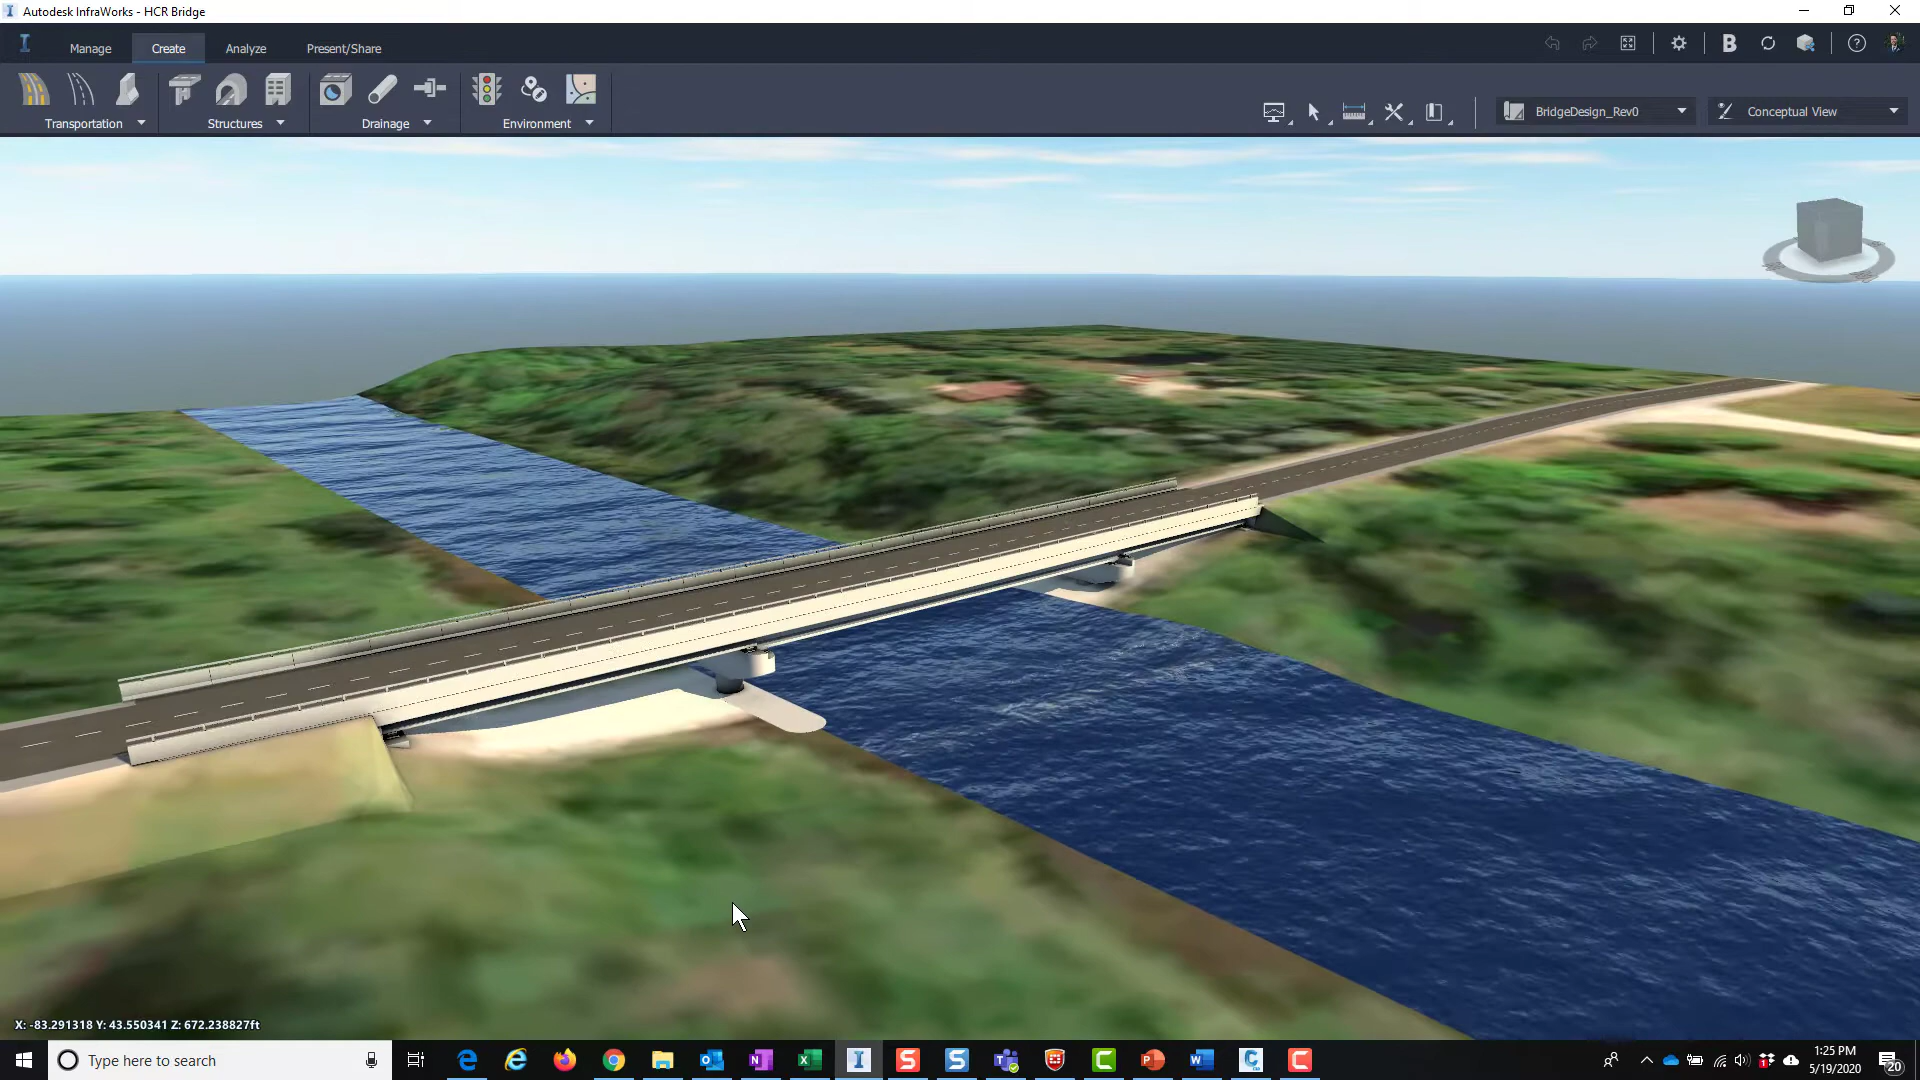 Autodesk InfraWorks - HCR Bridge
Manage Create Analyze Present/Share
Transportation Structures Drainage Environment
BridgeDesign_Rev0 Conceptual View
X: -83.291318 Y: 43.550341 Z: 672.238827ft
Type here to search
1:25 PM
5/19/2020
20